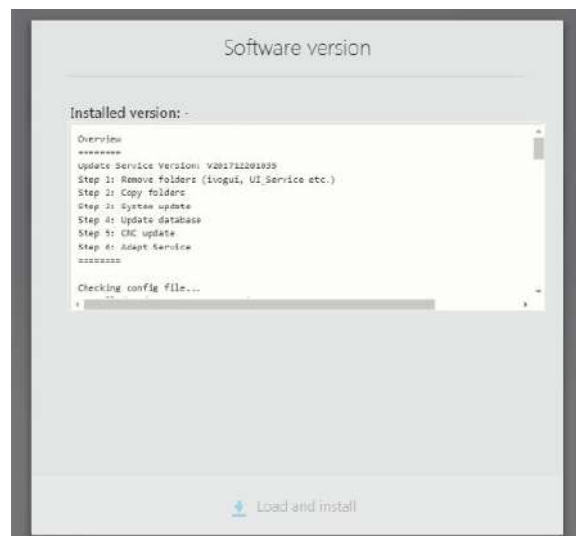 Software version
Installed version: -
Overview
========
Update Service Version: V201712201035
Step 1: Remove folders (ivogui, UI_Service etc.)
Step 2: Copy folders
Step 3: System update
Step 4: Update database
Step 5: CNC update
Step 6: Adapt Service
========
Checking config file...
Load and install